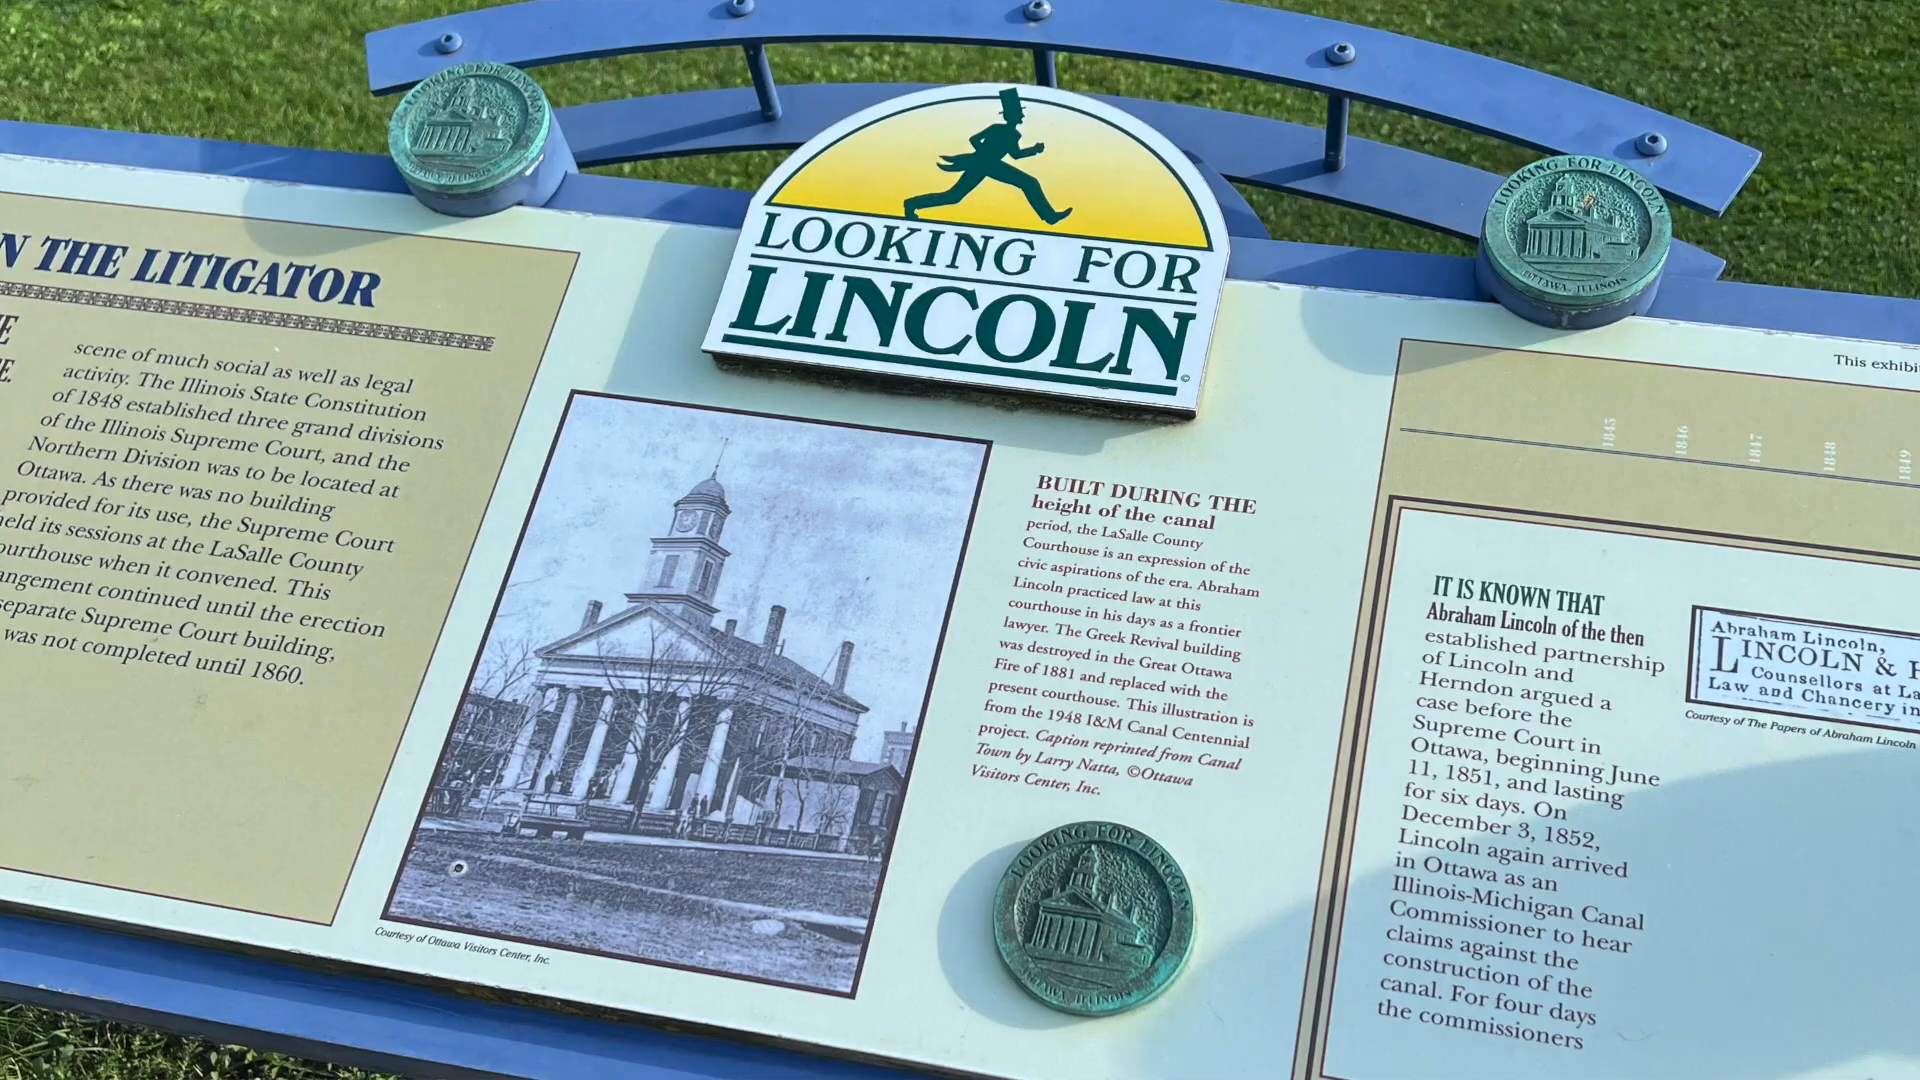 LOOKING FOR
LINCOLN
©
LOOKING FOR LINCOLN
OTTAWA, ILLINOIS
LOOKING FOR LINCOLN
OTTAWA, ILLINOIS
N THE LITIGATOR
E
E.
scene of much social as well as legal
activity. The Illinois State Constitution
of 1848 established three grand divisions
of the Illinois Supreme Court, and the
Northern Division was to be located at
Ottawa. As there was no building
provided for its use, the Supreme Court
held its sessions at the LaSalle County
ourthouse when it convened. This
angement continued until the erection
separate Supreme Court building,
was not completed until 1860.
Courtesy of Ottawa Visitors Center, Inc.
BUILT DURING THE
height of the canal
period, the LaSalle County
Courthouse is an expression of the
civic aspirations of the era. Abraham
Lincoln practiced law at this
courthouse in his days as a frontier
lawyer. The Greek Revival building
was destroyed in the Great Ottawa
Fire of 1881 and replaced with the
present courthouse. This illustration is
from the 1948 I&M Canal Centennial
project. Caption reprinted from Canal
Town by Larry Natta, ©Ottawa
Visitors Center, Inc.
LOOKING FOR LINCOLN
OTTAWA, ILLINOIS
This exhibi
1845
1846
1847
1848
1849
IT IS KNOWN THAT
Abraham Lincoln of the then
established partnership
of Lincoln and
Herndon argued a
case before the
Supreme Court in
Ottawa, beginning June
11, 1851, and lasting
for six days. On
December 3, 1852,
Lincoln again arrived
in Ottawa as an
Illinois-Michigan Canal
Commissioner to hear
claims against the
construction of the
canal. For four days
the commissioners
Abraham Lincoln,
LINCOLN & H
Counsellors at La
Law and Chancery in
Courtesy of The Papers of Abraham Lincoln